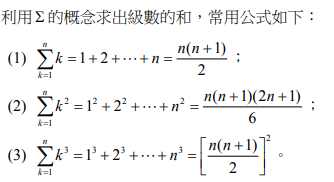 利用 Σ 的概念求出級數的和，常用公式如下：
(1) $\sum_{k=1}^{n} k = 1 + 2 + \cdots + n = \frac{n(n+1)}{2}$；
(2) $\sum_{k=1}^{n} k^2 = 1^2 + 2^2 + \cdots + n^2 = \frac{n(n+1)(2n+1)}{6}$；
(3) $\sum_{k=1}^{n} k^3 = 1^3 + 2^3 + \cdots + n^3 = \left[\frac{n(n+1)}{2}\right]^2$。